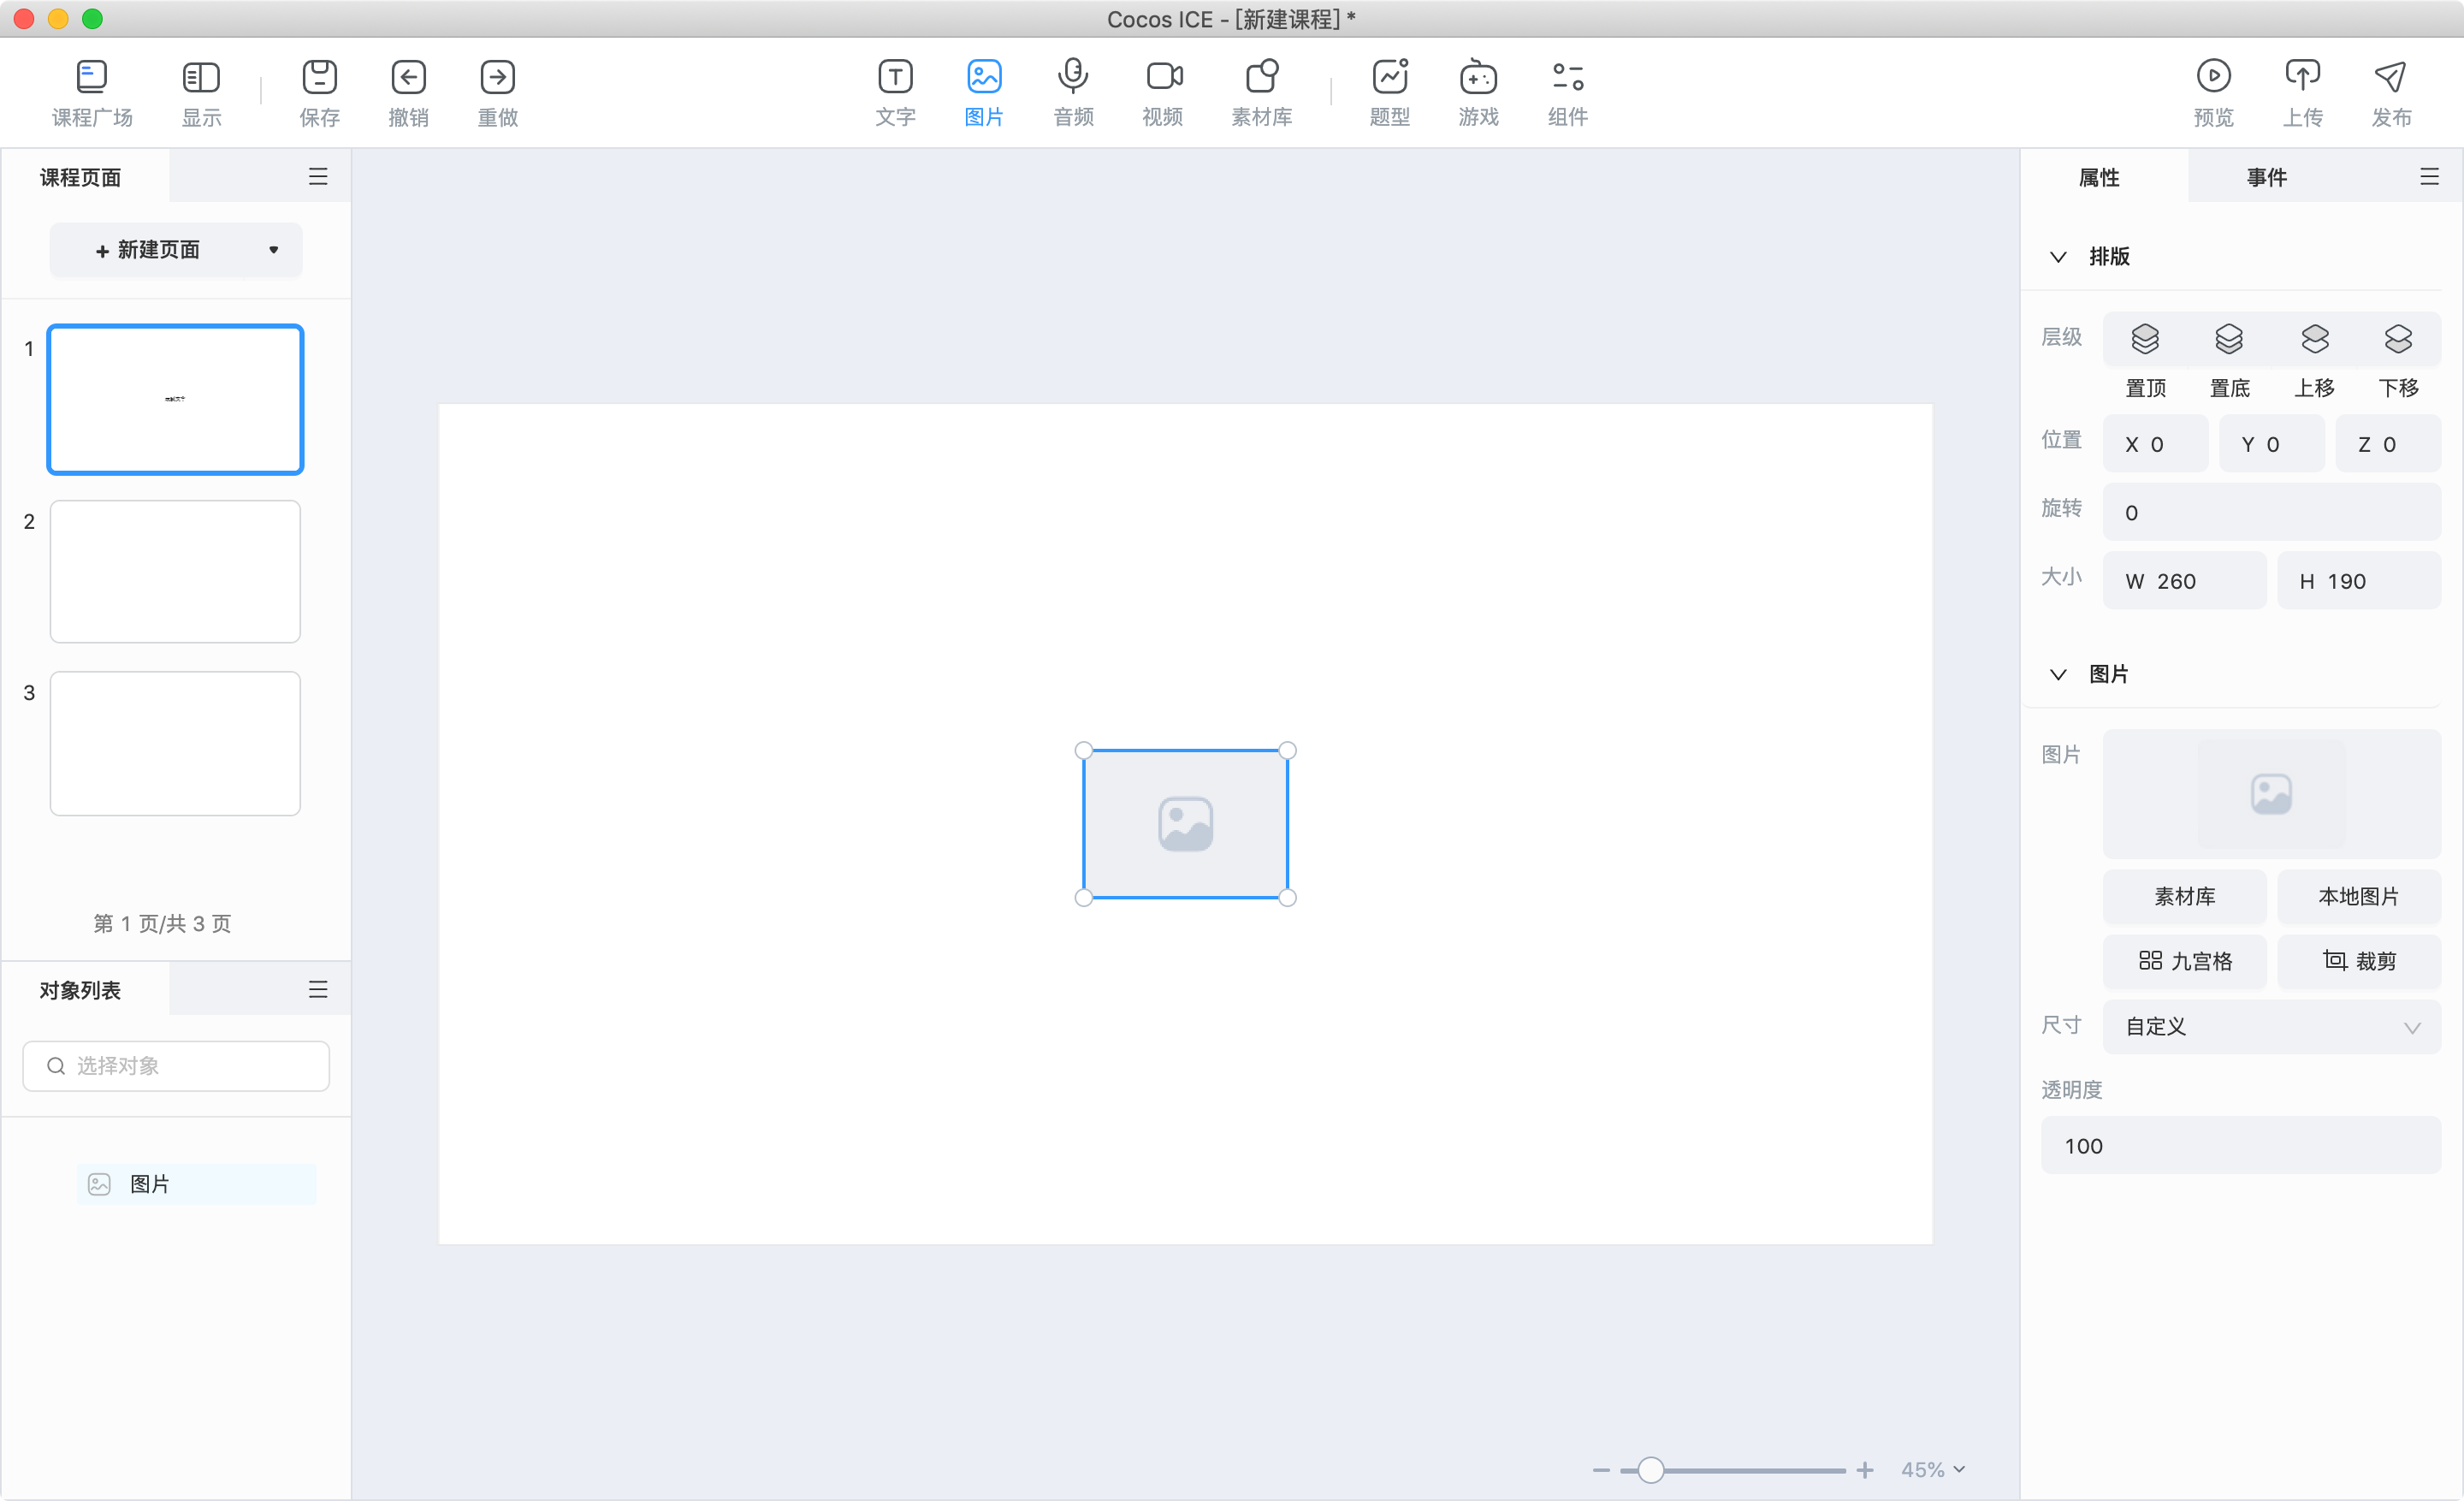 Cocos ICE - [新建课程] *
课程广场 显示 保存 撤销 重做 文字 图片 音频 视频 素材库 题型 游戏 组件 预览 上传 发布
课程页面
+ 新建页面
1
2
3
第 1 页/共 3 页
对象列表
选择对象
图片
45%
属性 事件
排版
层级
置顶 置底 上移 下移
位置 X 0 Y 0 Z 0
旋转 0
大小 W 260 H 190
图片
图片
素材库 本地图片
九宫格 裁剪
尺寸 自定义
透明度
100